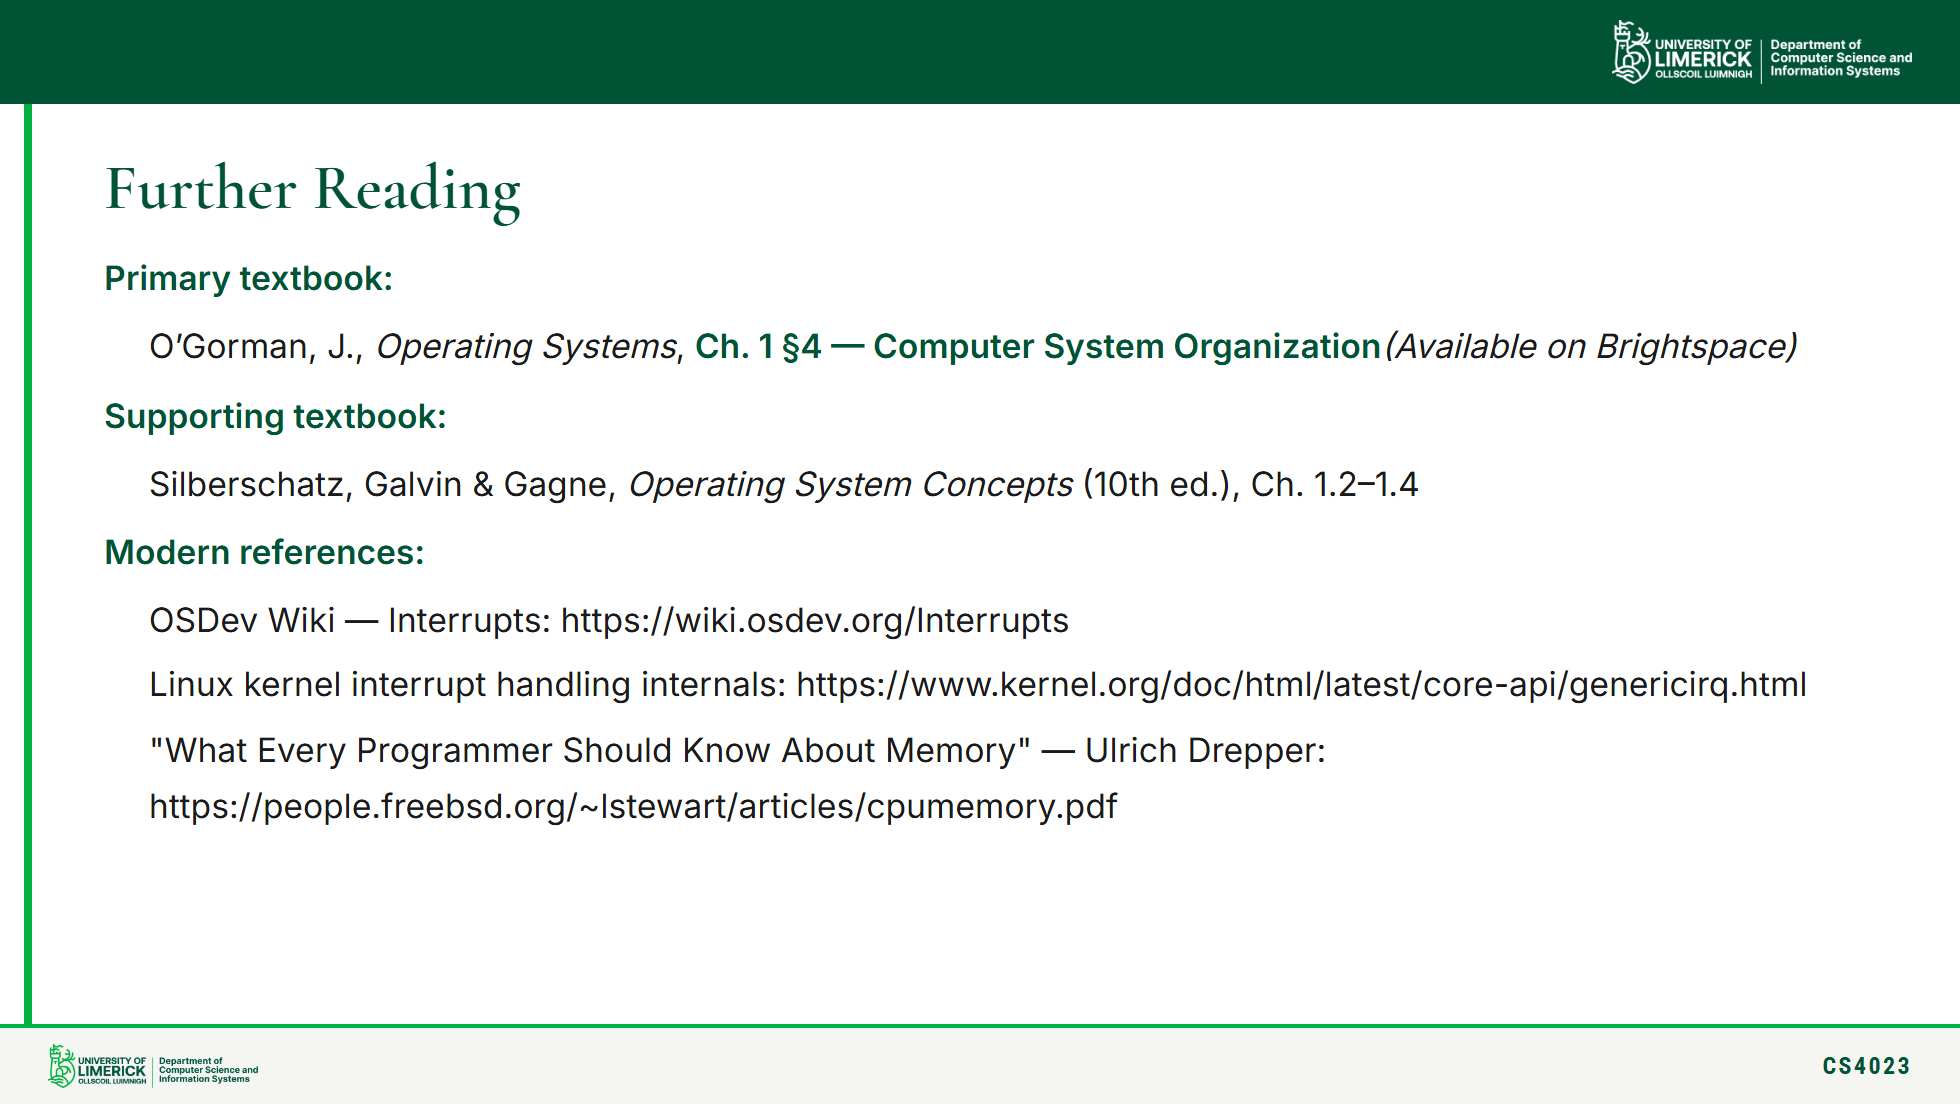 UNIVERSITY OF
LIMERICK
OLLSCOIL LUIMNIGH
Department of
Computer Science and
Information Systems
Further Reading
Primary textbook:
O’Gorman, J., Operating Systems, Ch. 1 §4 — Computer System Organization (Available on Brightspace)
Supporting textbook:
Silberschatz, Galvin & Gagne, Operating System Concepts (10th ed.), Ch. 1.2–1.4
Modern references:
OSDev Wiki — Interrupts: https://wiki.osdev.org/Interrupts
Linux kernel interrupt handling internals: https://www.kernel.org/doc/html/latest/core-api/genericirq.html
"What Every Programmer Should Know About Memory" — Ulrich Drepper:
https://people.freebsd.org/~lstewart/articles/cpumemory.pdf
UNIVERSITY OF
LIMERICK
OLLSCOIL LUIMNIGH
Department of
Computer Science and
Information Systems
CS4023